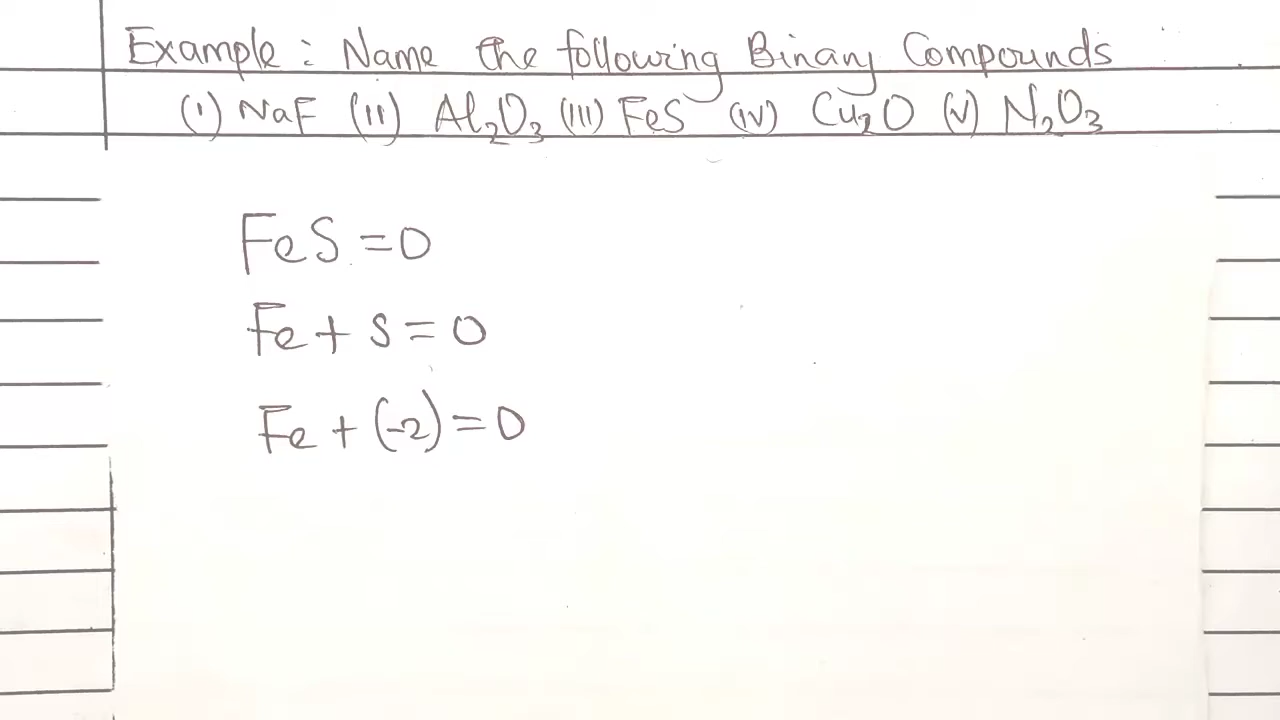 Example: Name the following Binary Compounds
(i) NaF (ii) Al₂O₃ (iii) FeS (iv) Cu₂O (v) N₂O₃
FeS = 0
Fe + S = 0
Fe + (-2) = 0